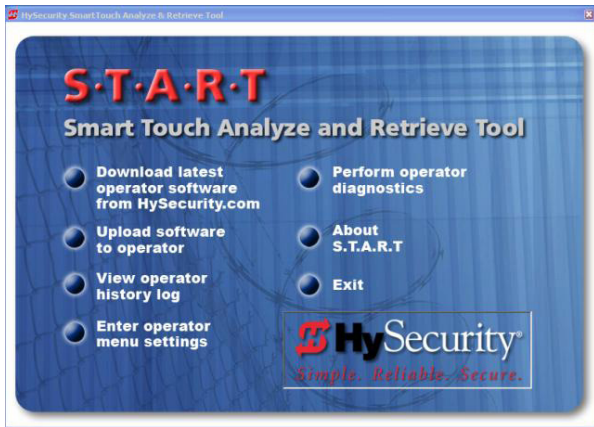 HySecurity SmartTouch Analyze & Retrieve Tool
S·T·A·R·T
Smart Touch Analyze and Retrieve Tool
Download latest
operator software
from HySecurity.com
Upload software
to operator
View operator
history log
Enter operator
menu settings
Perform operator
diagnostics
About
S.T.A.R.T
Exit
HySecurity®
Simple. Reliable. Secure.